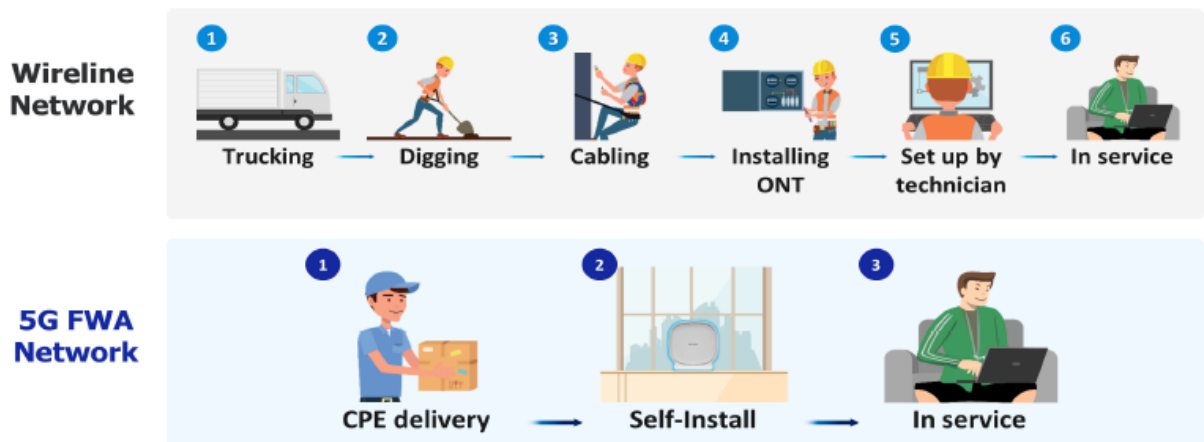 Wireline
Network
1
2
3
4
5
6
Trucking
Digging
Cabling
Installing
ONT
Set up by
technician
In service
5G FWA
Network
1
2
3
CPE delivery
Self-Install
In service